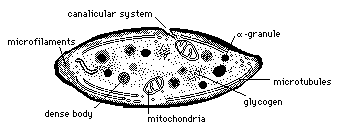 canalicular system
α-granule
microfilaments
microtubules
glycogen
dense body
mitochondria